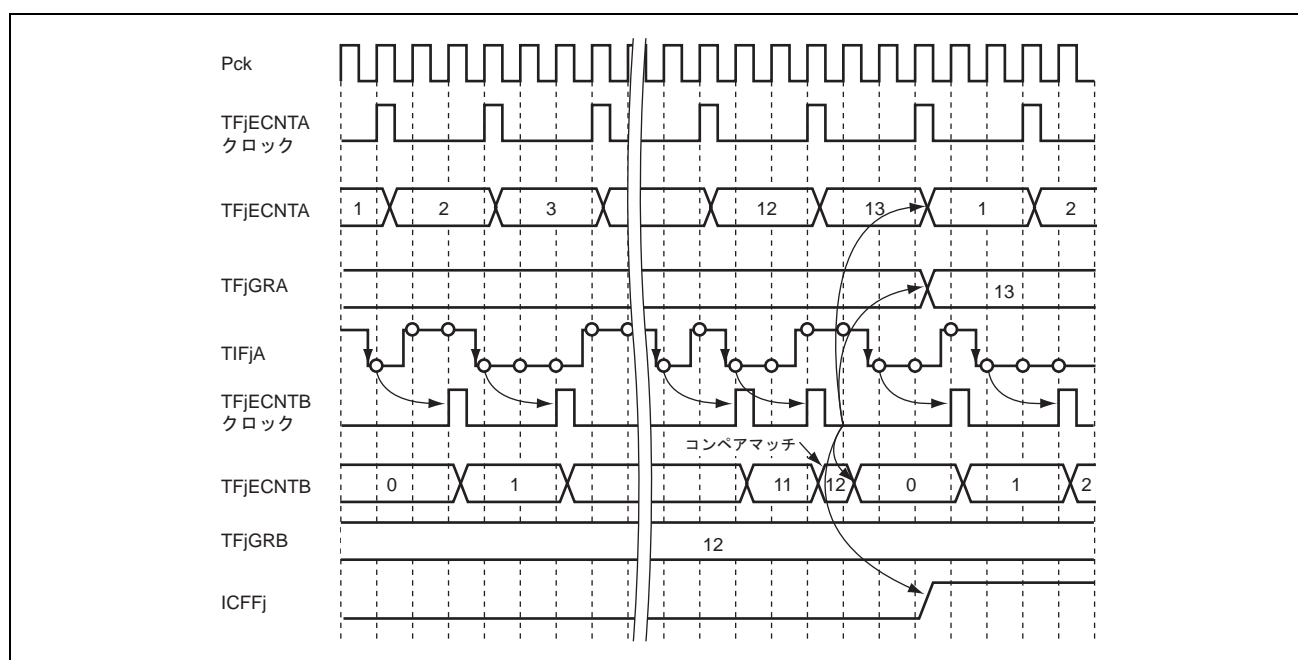 Pck
TFjECNTA
クロック
TFjECNTA
1 2 3 12 13 1 2
TFjGRA
13
TIFjA
TFjECNTB
クロック
コンペアマッチ
TFjECNTB
0 1 11 12 0 1 2
TFjGRB
12
ICFFj